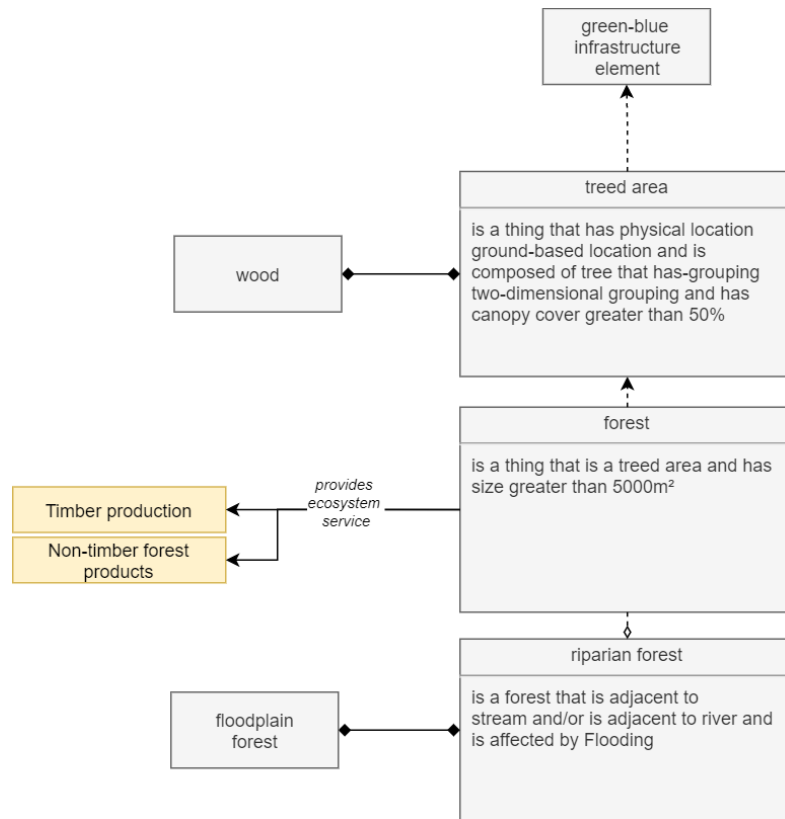 green-blue
infrastructure
element
treed area
is a thing that has physical location
ground-based location and is
composed of tree that has-grouping
two-dimensional grouping and has
canopy cover greater than 50%
wood
forest
is a thing that is a treed area and has
size greater than 5000m²
provides
ecosystem
service
Timber production
Non-timber forest
products
riparian forest
is a forest that is adjacent to
stream and/or is adjacent to river and
is affected by Flooding
floodplain
forest